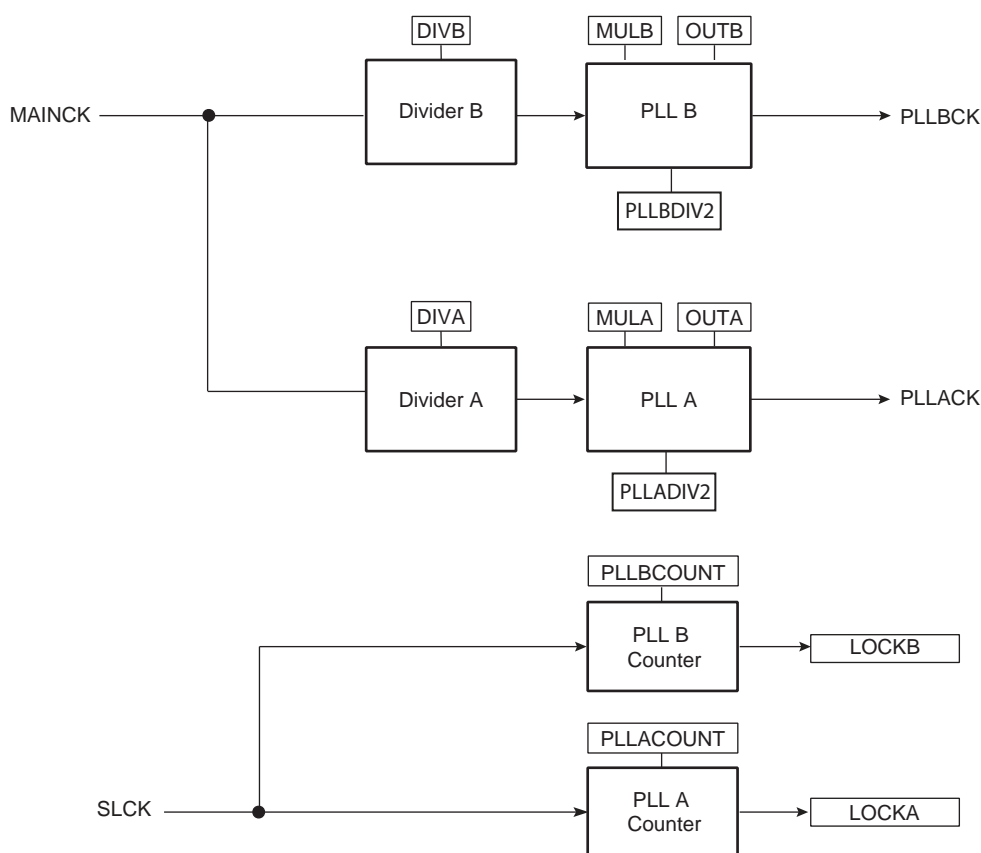 DIVB
MULB
OUTB
MAINCK
Divider B
PLL B
PLLBCK
PLLBDIV2
DIVA
MULA
OUTA
Divider A
PLL A
PLLACK
PLLADIV2
PLLBCOUNT
PLL B
Counter
LOCKB
PLLACOUNT
SLCK
PLL A
Counter
LOCKA